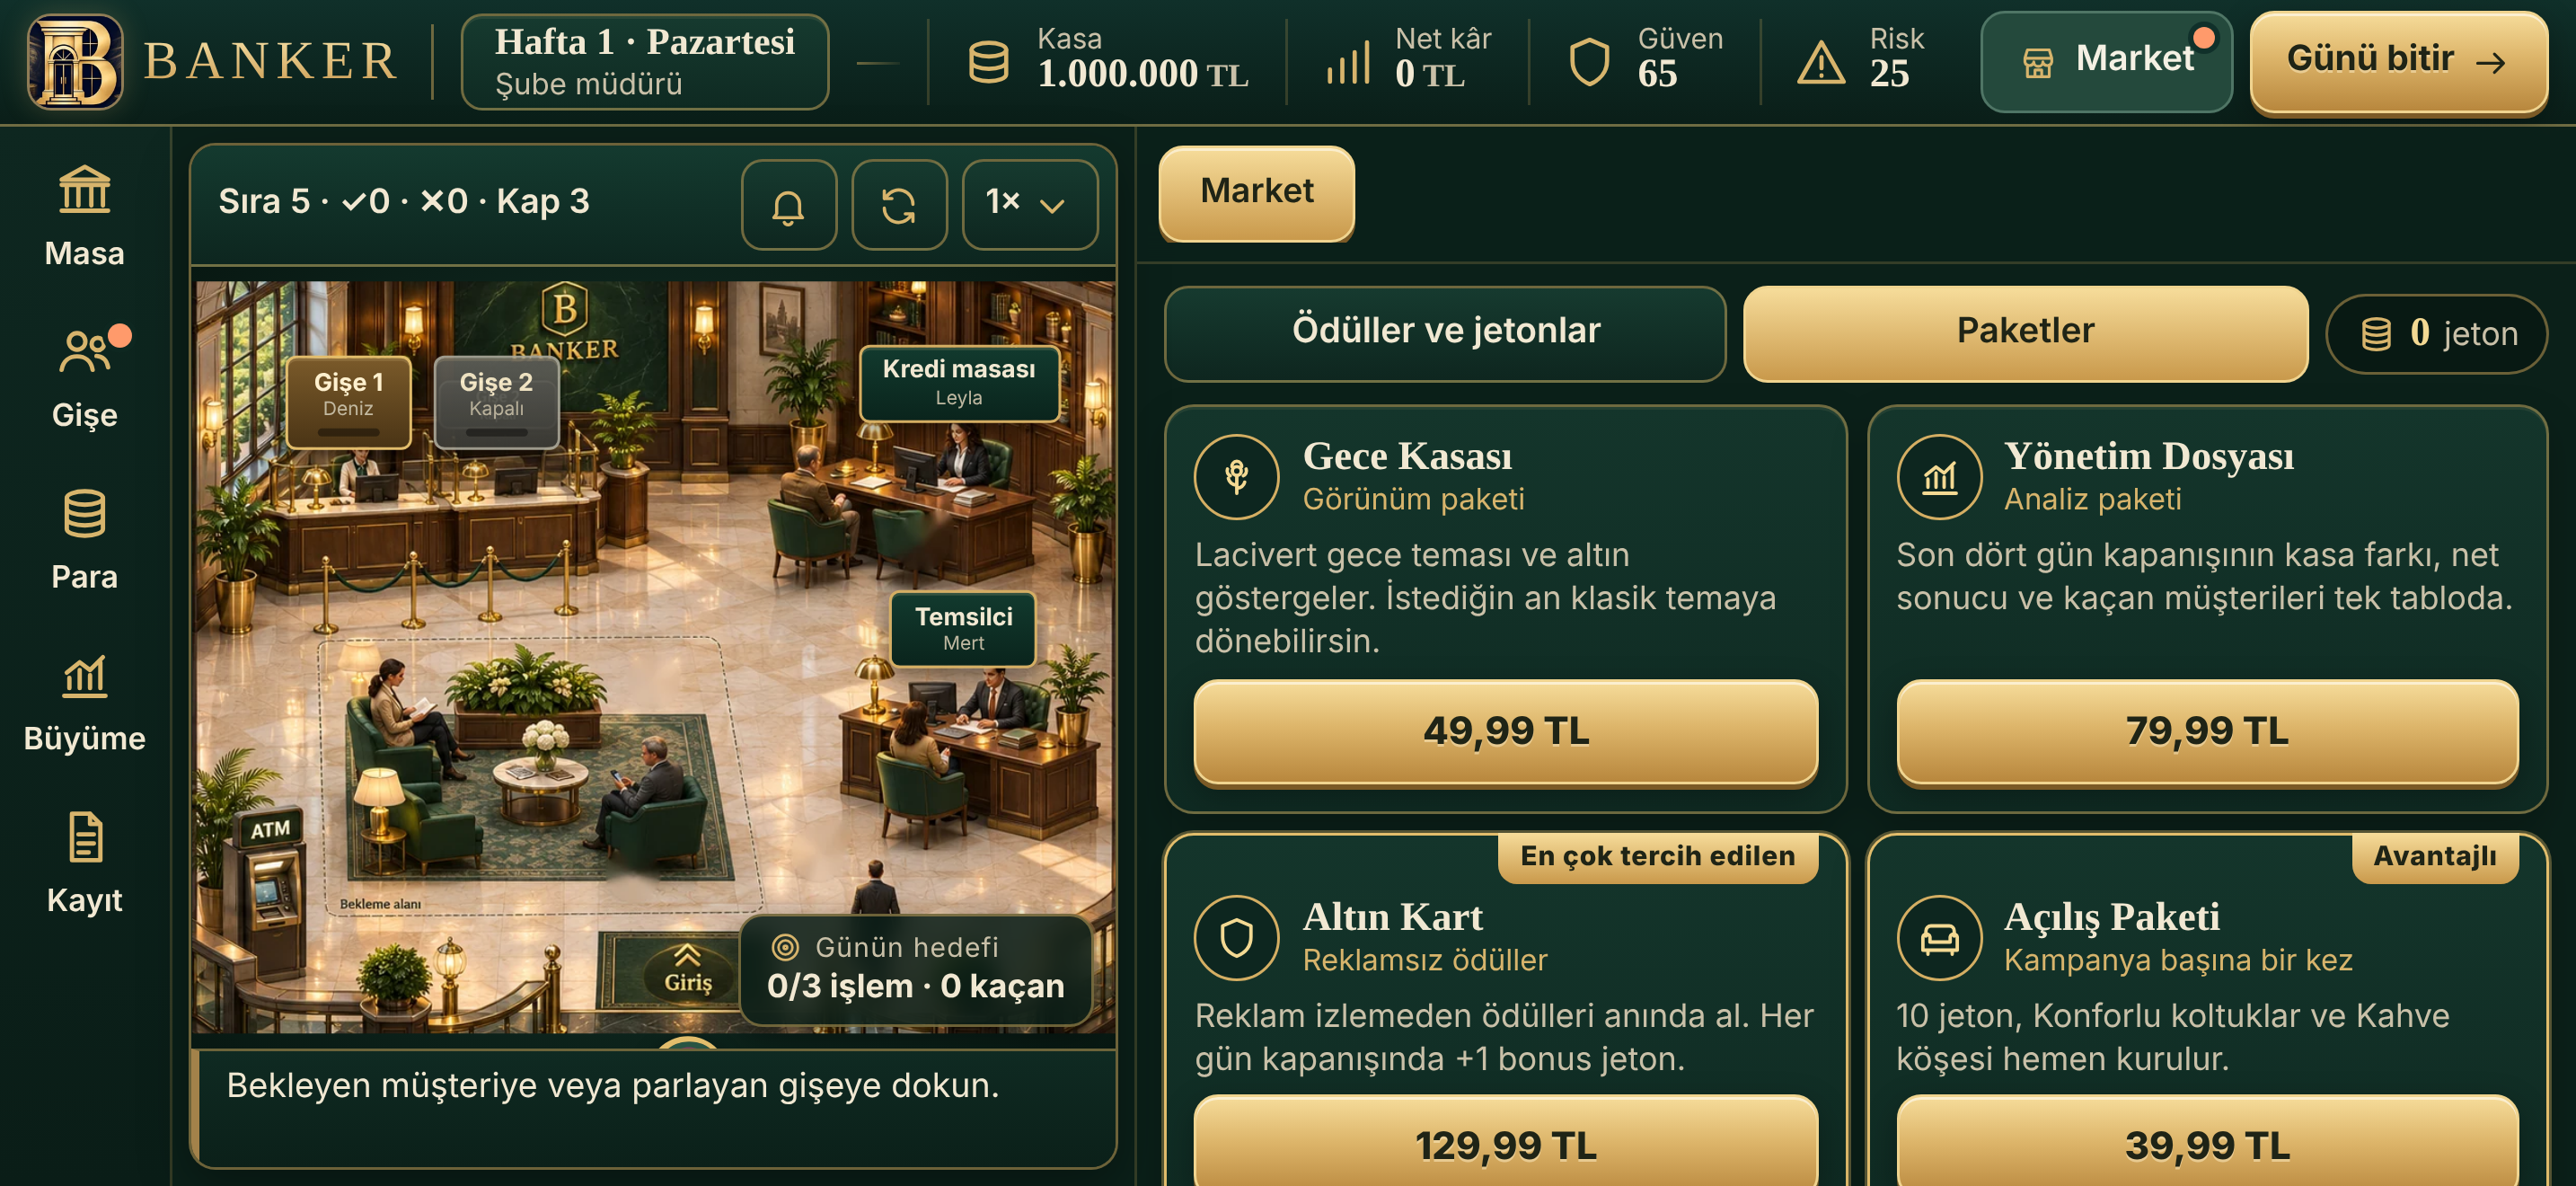 B BANKER
Hafta 1 · Pazartesi
Şube müdürü
Kasa
1.000.000 TL
Net kâr
0 TL
Güven
65
Risk
25
Market
Günü bitir →
Masa
Gişe
Para
Büyüme
Kayıt
Sıra 5 · ✓0 · ✕0 · Kap 3
1×
B
BANKER
Gişe 1
Deniz
Gişe 2
Kapalı
Kredi masası
Leyla
Temsilci
Mert
ATM
Bekleme alanı
Giriş
Günün hedefi
0/3 işlem · 0 kaçan
Bekleyen müşteriye veya parlayan gişeye dokun.
Market
Ödüller ve jetonlar
Paketler
0 jeton
Gece Kasası
Görünüm paketi
Lacivert gece teması ve altın
göstergeler. İstediğin an klasik temaya
dönebilirsin.
49,99 TL
Yönetim Dosyası
Analiz paketi
Son dört gün kapanışının kasa farkı, net
sonucu ve kaçan müşterileri tek tabloda.
79,99 TL
En çok tercih edilen
Altın Kart
Reklamsız ödüller
Reklam izlemeden ödülleri anında al. Her
gün kapanışında +1 bonus jeton.
129,99 TL
Avantajlı
Açılış Paketi
Kampanya başına bir kez
10 jeton, Konforlu koltuklar ve Kahve
köşesi hemen kurulur.
39,99 TL